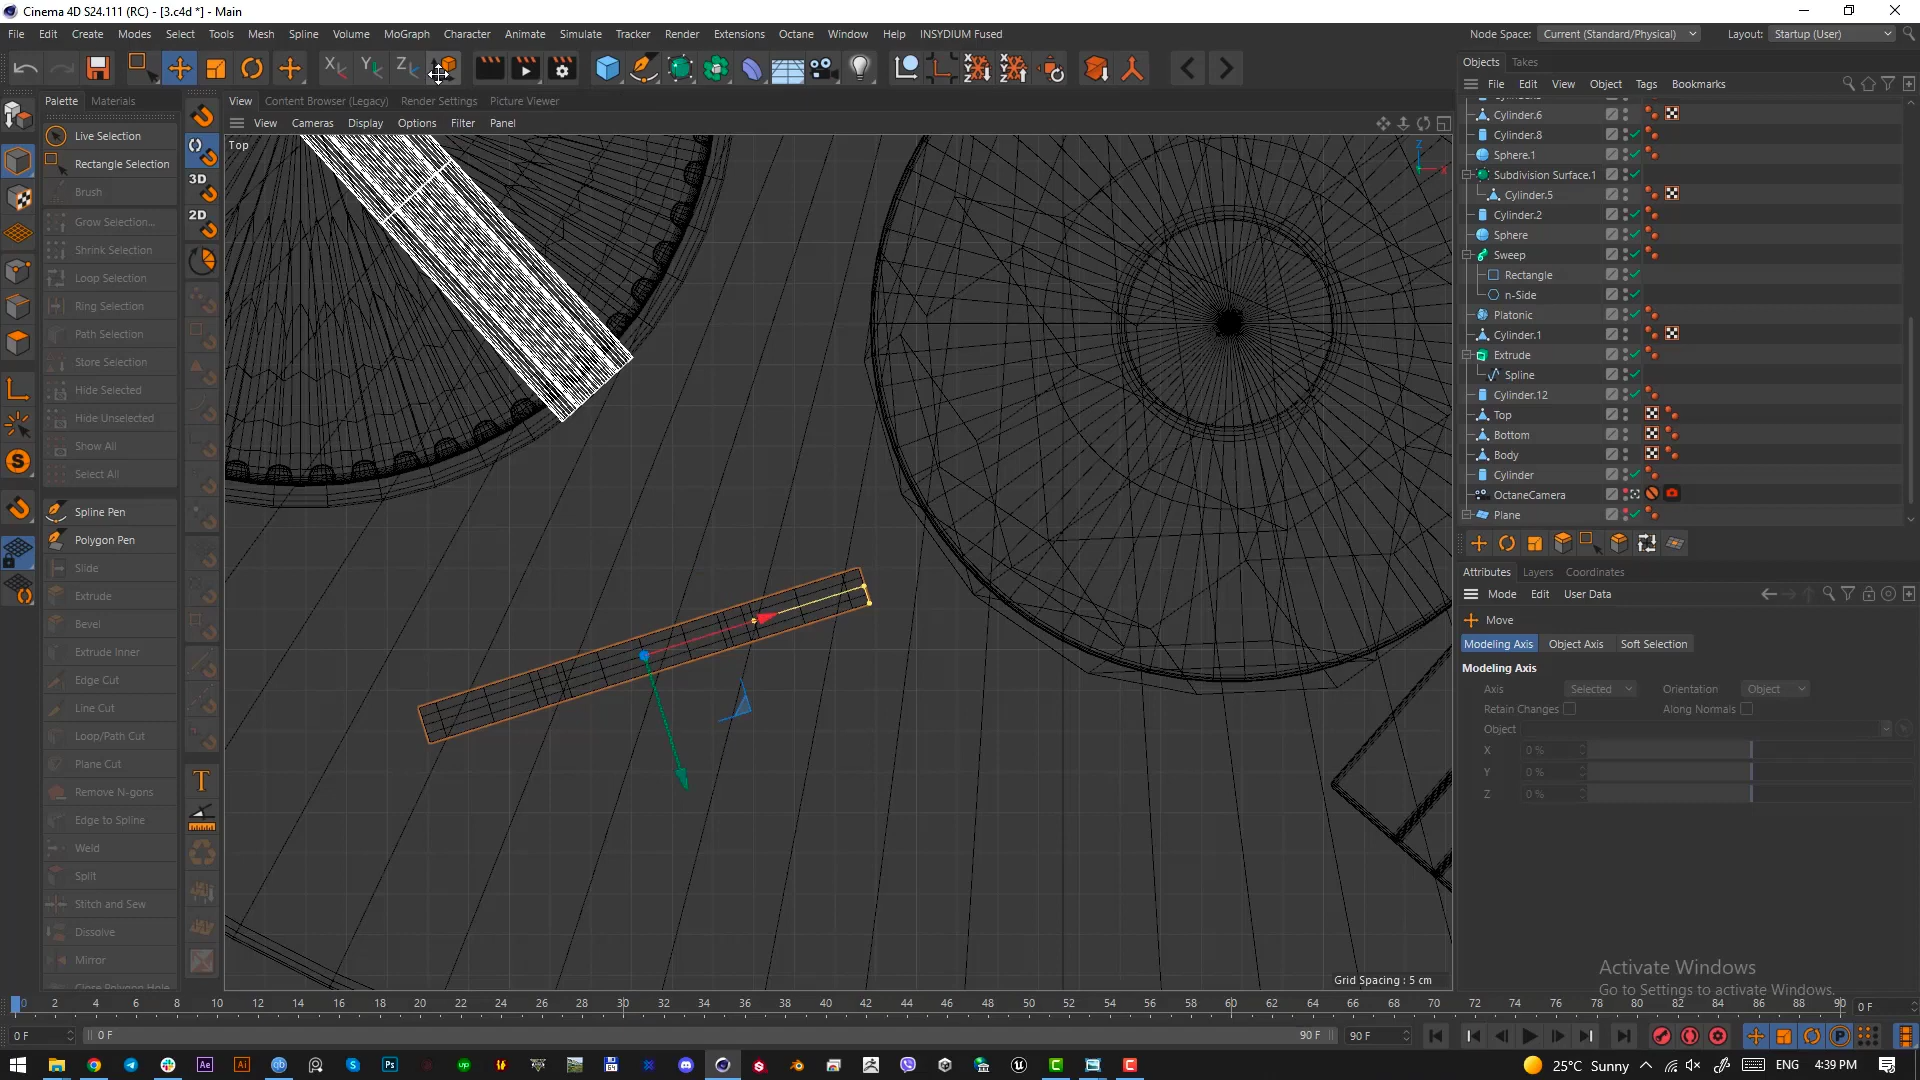 Cinema 4D S24.111 (RC) - [3.c4d *] - Main
File Edit Create Modes Select Tools Mesh Spline Volume MoGraph Character Animate Simulate Tracker Render Extensions Octane Window Help INSYDIUM Fused
Node Space: Current (Standard/Physical) Layout: Startup (User)
X Y Z
Objects Takes
File Edit View Object Tags Bookmarks
Palette Materials
View Content Browser (Legacy) Render Settings Picture Viewer
View Cameras Display Options Filter Panel
Top
Z
X
Live Selection
Rectangle Selection
Brush
Grow Selection...
Shrink Selection
Loop Selection
Ring Selection
Path Selection
Store Selection
Hide Selected
Hide Unselected
Show All
Select All
Spline Pen
Polygon Pen
Slide
Extrude
Bevel
Extrude Inner
Edge Cut
Line Cut
Loop/Path Cut
Plane Cut
Remove N-gons
Edge to Spline
Weld
Split
Stitch and Sew
Dissolve
Mirror
Close Polygon Hole
3D
2D
Cylinder.6
Cylinder.8
Sphere.1
Subdivision Surface.1
Cylinder.5
Cylinder.2
Sphere
Sweep
Rectangle
n-Side
Platonic
Cylinder.1
Extrude
Spline
Cylinder.12
Top
Bottom
Body
Cylinder
OctaneCamera
Plane
Attributes Layers Coordinates
Mode Edit User Data
Move
Modeling Axis Object Axis Soft Selection
Modeling Axis
Axis Selected Orientation Object
Retain Changes Along Normals
Object
X 0 %
Y 0 %
Z 0 %
Grid Spacing : 5 cm
Activate Windows
Go to Settings to activate Windows.
0 2 4 6 8 10 12 14 16 18 20 22 24 26 28 30 32 34 36 38 40 42 44 46 48 50 52 54 56 58 60 62 64 66 68 70 72 74 76 78 80 82 84 86 88 90 0 F
0 F 0 F 90 F 90 F
25°C Sunny ENG 4:39 PM